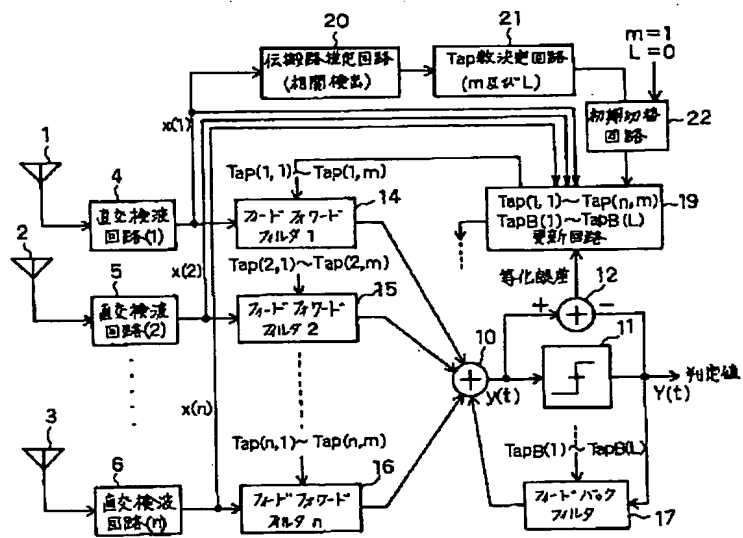 20
伝搬路推定回路
(相関検出)
21
Tap数決定回路
(m及びL)
m=1
L=0
初期切替
回路
22
x(1)
1
4
直交検波
回路(1)
Tap(1,1)~Tap(1,m)
14
フィードフォワード
フィルタ1
Tap(1,1)~Tap(n,m)
TapB(1)~TapB(L)
更新回路
19
2
5
直交検波
回路(2)
x(2)
Tap(2,1)~Tap(2,m)
15
フィードフォワード
フィルタ2
等化誤差
12
+
+
−
10
+
y(t)
11
判定値
Y(t)
3
6
直交検波
回路(n)
x(n)
Tap(n,1)~Tap(n,m)
16
フィードフォワード
フィルタn
TapB(1)~TapB(L)
フィードバック
フィルタ
17